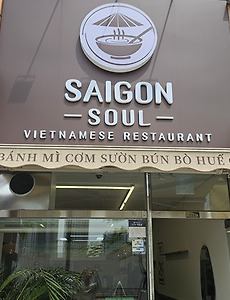 SAIGON
SOUL
VIETNAMESE RESTAURANT
BÁNH MÌ CƠM SƯỜN BÚN BÒ HUẾ